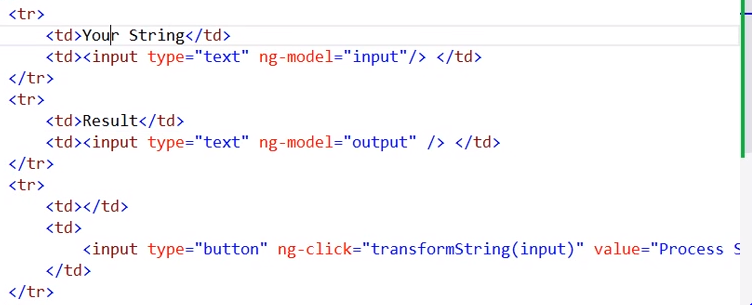 <tr>
<td>Your String</td>
<td><input type="text" ng-model="input"/> </td>
</tr>
<tr>
<td>Result</td>
<td><input type="text" ng-model="output" /> </td>
</tr>
<tr>
<td></td>
<td>
<input type="button" ng-click="transformString(input)" value="Process S
</td>
</tr>